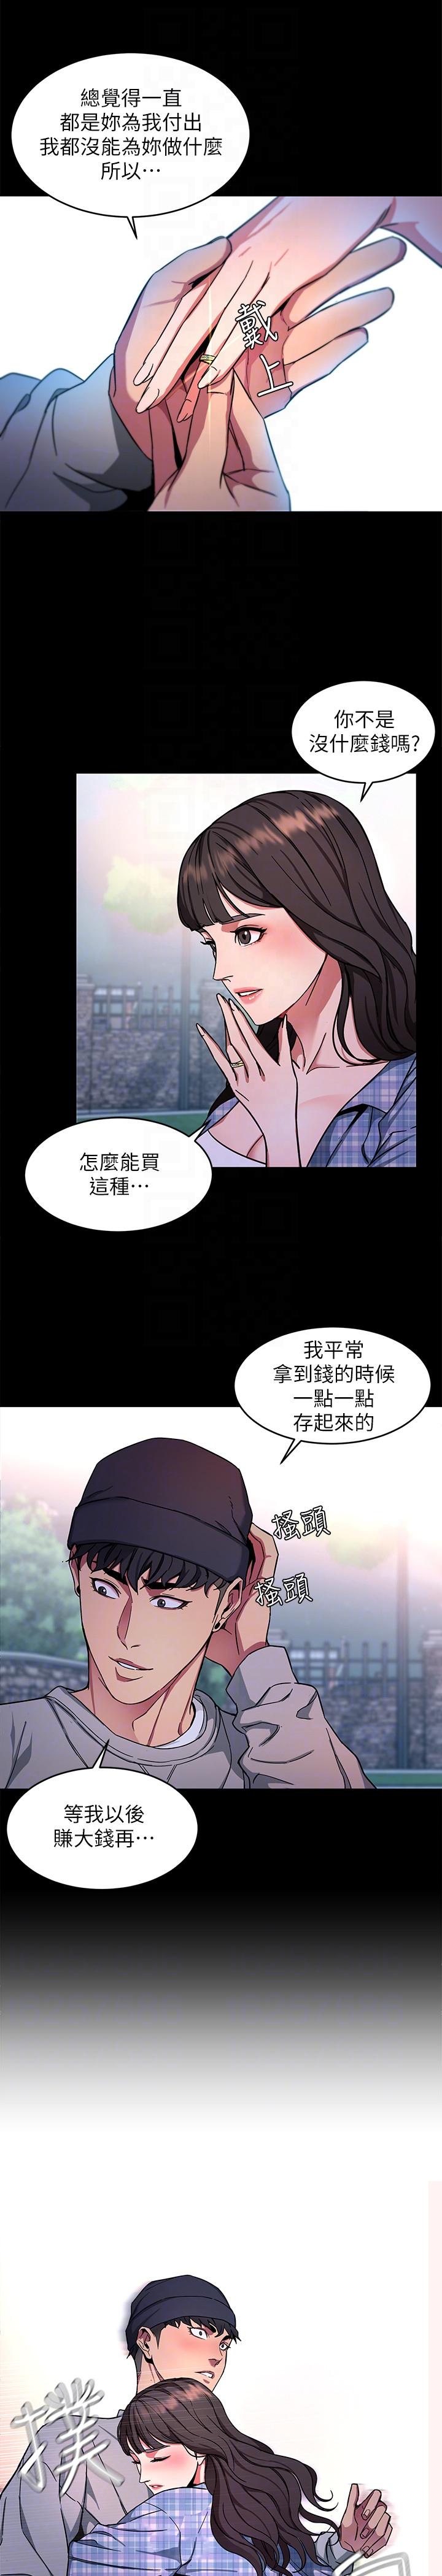 總覺得一直
都是妳為我付出
我都沒能為妳做什麼
所以…
戴
上
你不是
沒什麼錢嗎?
怎麼能買
這種…
我平常
拿到錢的時候
一點一點
存起來的
搔頭
搔頭
等我以後
賺大錢再…
撲